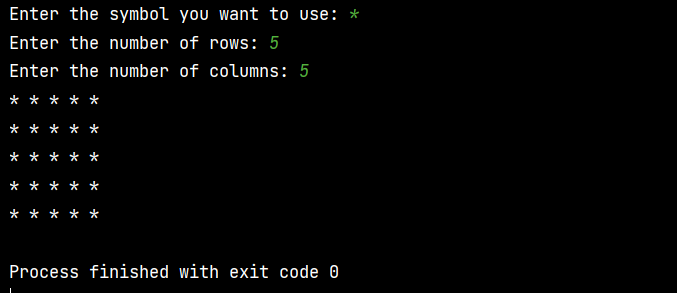 Enter the symbol you want to use: *
Enter the number of rows: 5
Enter the number of columns: 5
* * * * *
* * * * *
* * * * *
* * * * *
* * * * *
Process finished with exit code 0